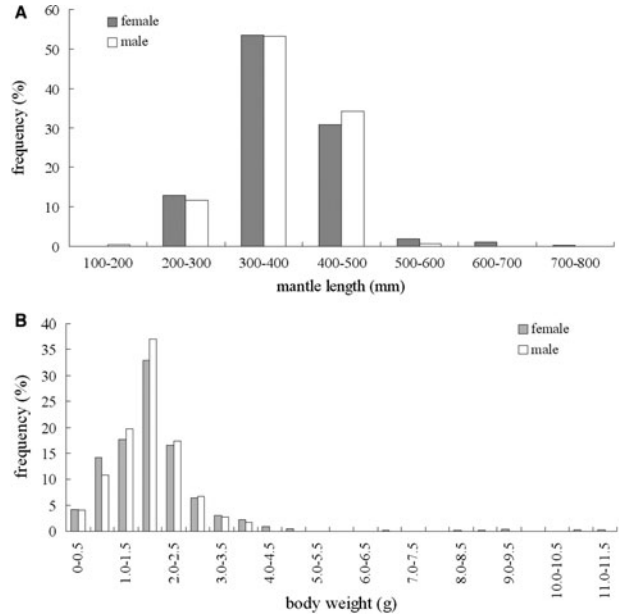 A
60
50
40
30
20
10
0
frequency (%)
female
male
100-200 200-300 300-400 400-500 500-600 600-700 700-800
mantle length (mm)
B
40
35
30
25
20
15
10
5
0
frequency (%)
female
male
0-0.5 1.0-1.5 2.0-2.5 3.0-3.5 4.0-4.5 5.0-5.5 6.0-6.5 7.0-7.5 8.0-8.5 9.0-9.5 10.0-10.5 11.0-11.5
body weight (g)